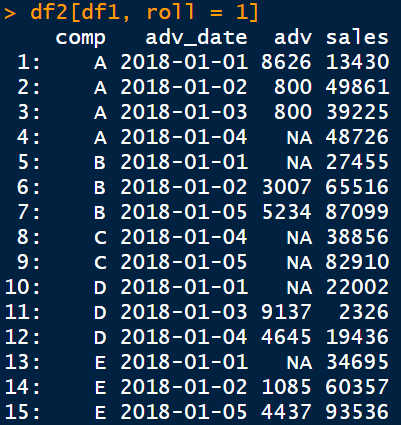 > df2[df1, roll = 1]
comp adv_date adv sales
1: A 2018-01-01 8626 13430
2: A 2018-01-02 800 49861
3: A 2018-01-03 800 39225
4: A 2018-01-04 NA 48726
5: B 2018-01-01 NA 27455
6: B 2018-01-02 3007 65516
7: B 2018-01-05 5234 87099
8: C 2018-01-04 NA 38856
9: C 2018-01-05 NA 82910
10: D 2018-01-01 NA 22002
11: D 2018-01-03 9137 2326
12: D 2018-01-04 4645 19436
13: E 2018-01-01 NA 34695
14: E 2018-01-02 1085 60357
15: E 2018-01-05 4437 93536